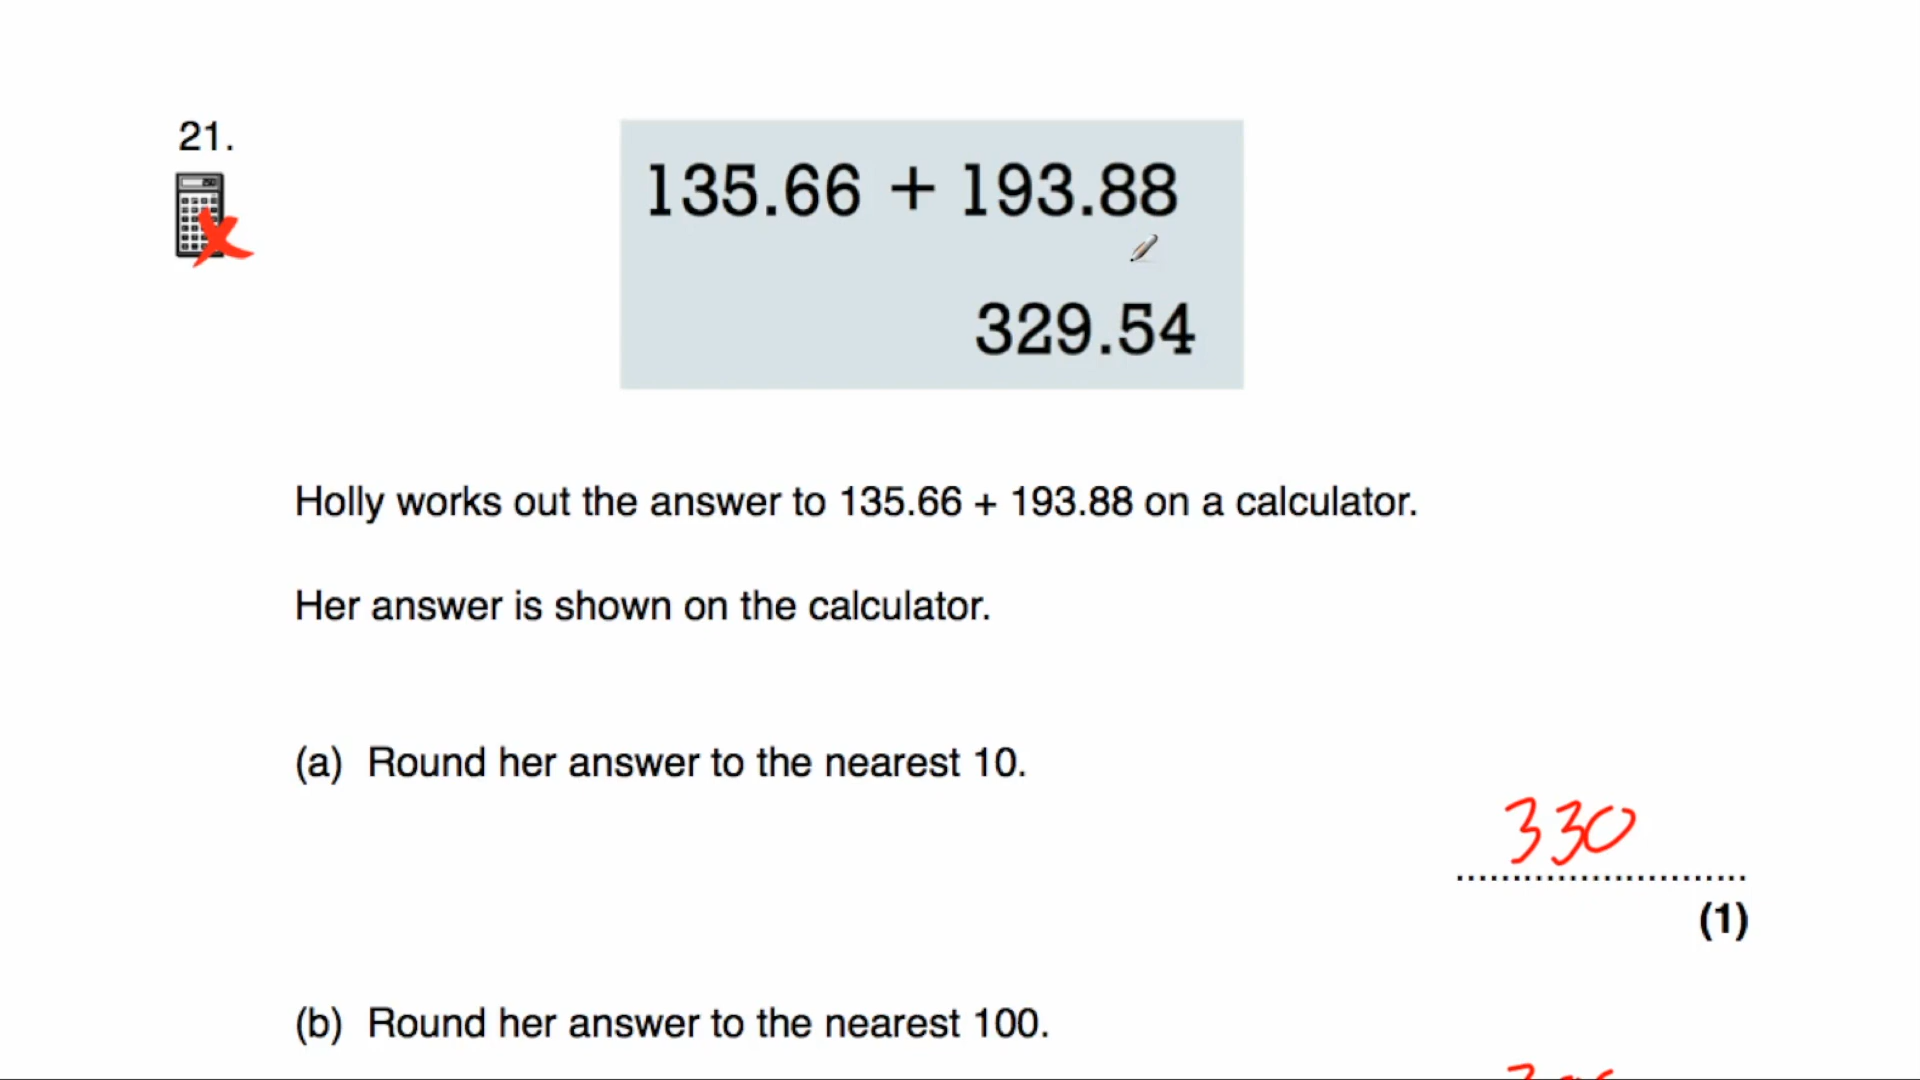 21.
135.66 + 193.88
329.54
Holly works out the answer to 135.66 + 193.88 on a calculator.
Her answer is shown on the calculator.
(a) Round her answer to the nearest 10.
330
(1)
(b) Round her answer to the nearest 100.